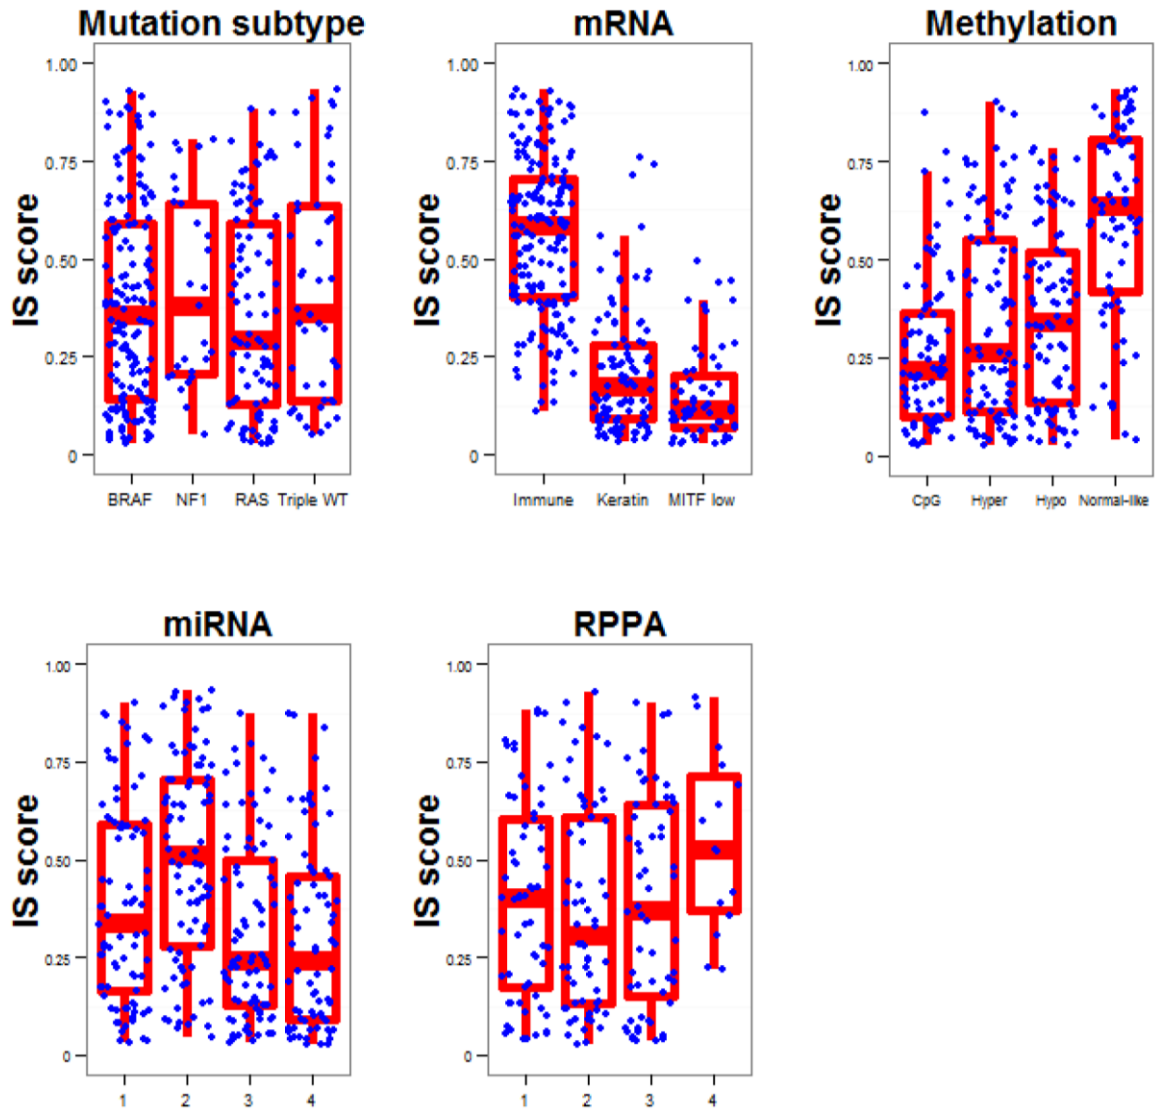 Mutation subtype
IS score
1.00
0.75
0.50
0.25
0
BRAF NF1 RAS Triple WT
mRNA
IS score
1.00
0.75
0.50
0.25
0
Immune Keratin MITF low
Methylation
IS score
1.00
0.75
0.50
0.25
0
CpG Hyper Hypo Normal-like
miRNA
IS score
1.00
0.75
0.50
0.25
0
1 2 3 4
RPPA
IS score
1.00
0.75
0.50
0.25
0
1 2 3 4